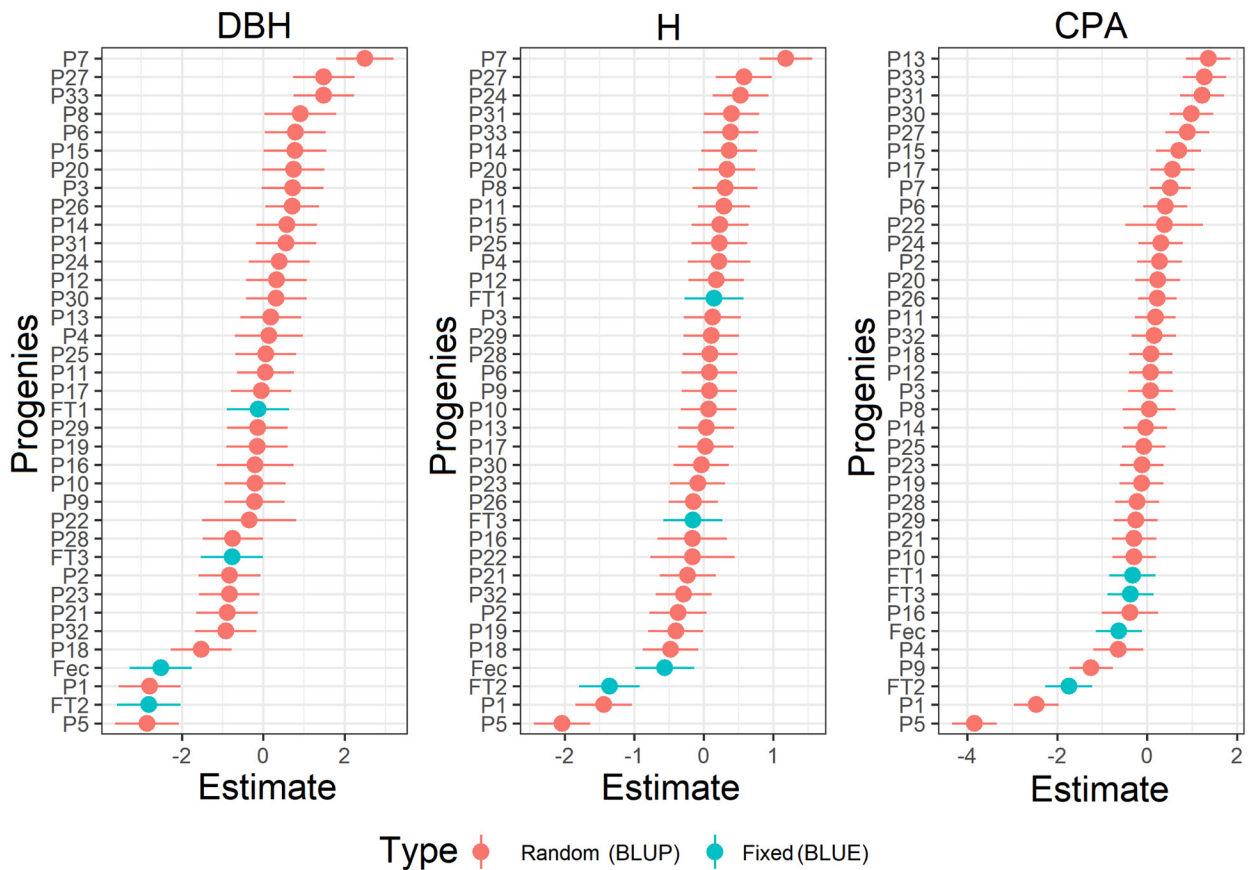 DBH
H
CPA
P7
P27
P33
P8
P6
P15
P20
P3
P26
P14
P31
P24
P12
P30
P13
P4
P25
P11
P17
FT1
P29
P19
P16
P10
P9
P22
P28
FT3
P2
P23
P21
P32
P18
Fec
P1
FT2
P5
Progenies
-2
0
2
Estimate
P7
P27
P24
P31
P33
P14
P20
P8
P11
P15
P25
P4
P12
FT1
P3
P29
P28
P6
P9
P10
P13
P17
P30
P23
P26
FT3
P16
P22
P21
P32
P2
P19
P18
Fec
FT2
P1
P5
Progenies
-2
-1
0
1
Estimate
P13
P33
P31
P30
P27
P15
P17
P7
P6
P22
P24
P2
P20
P26
P11
P32
P18
P12
P3
P8
P14
P25
P23
P19
P28
P29
P21
P10
FT1
FT3
P16
Fec
P4
P9
FT2
P1
P5
Progenies
-4
-2
0
2
Estimate
Type Random (BLUP) Fixed (BLUE)